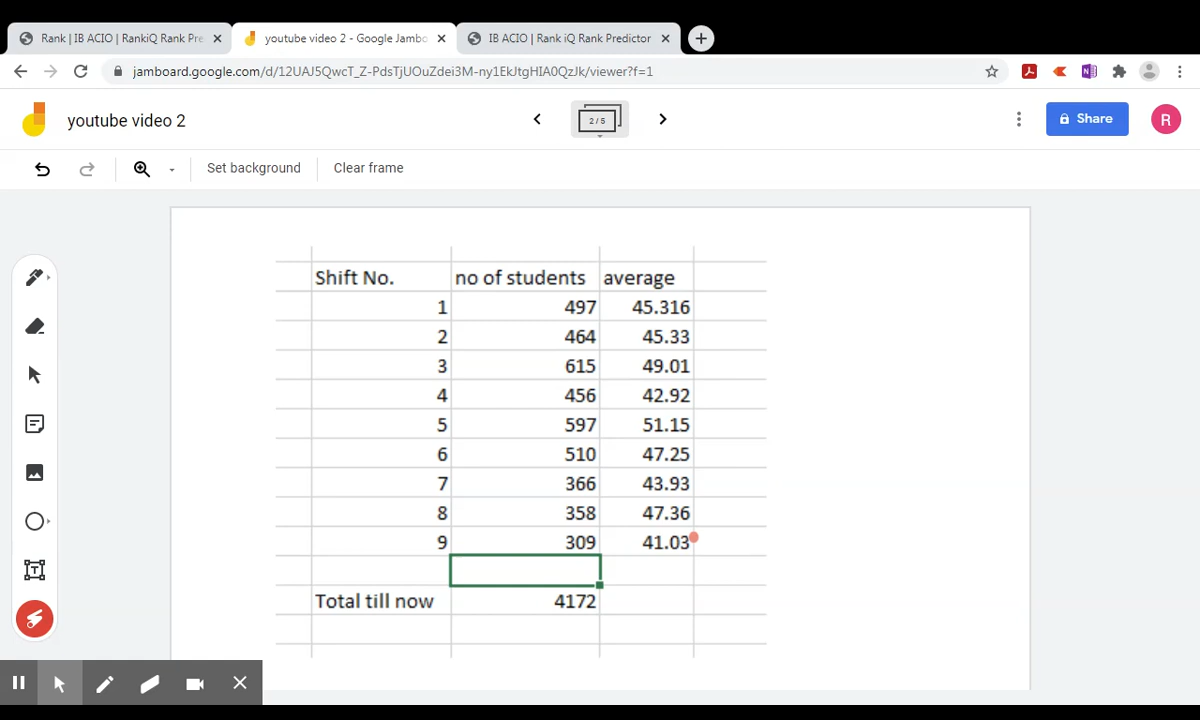 Rank | IB ACIO | RankiQ Rank Pre
youtube video 2 - Google Jambo
IB ACIO | Rank iQ Rank Predictor
jamboard.google.com/d/12UAJ5QwcT_Z-PdsTjUOuZdei3M-ny1EkJtgHIA0QzJk/viewer?f=1
youtube video 2
2 / 5
Share
R
Set background
Clear frame
Shift No. no of students average
1 497 45.316
2 464 45.33
3 615 49.01
4 456 42.92
5 597 51.15
6 510 47.25
7 366 43.93
8 358 47.36
9 309 41.03
Total till now 4172